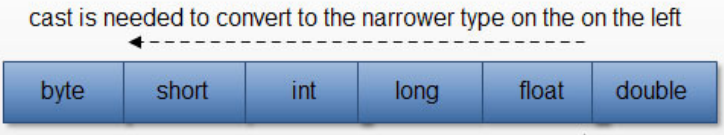 cast is needed to convert to the narrower type on the on the left
byte short int long float double